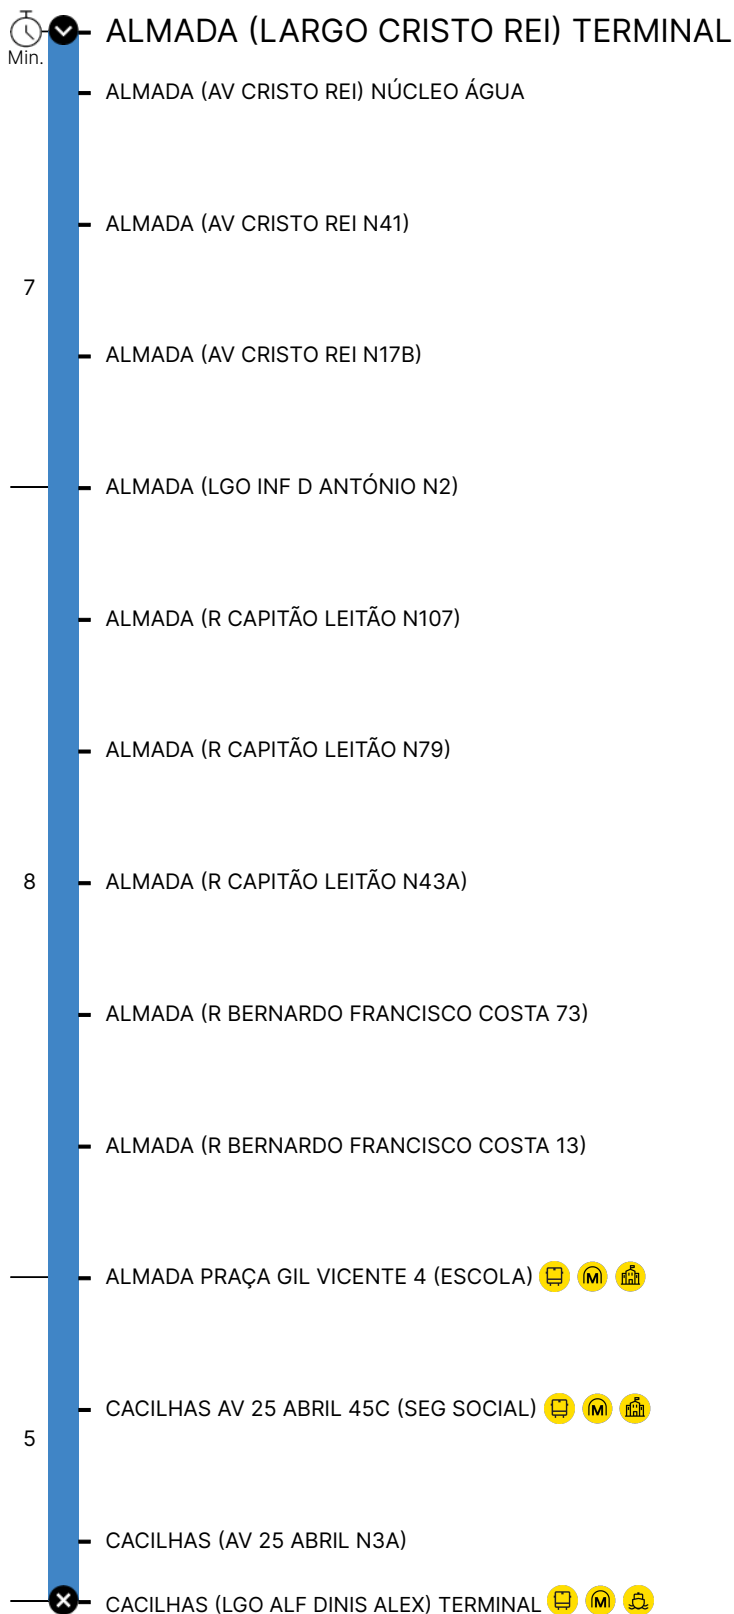 ALMADA (LARGO CRISTO REI) TERMINAL
Min.
ALMADA (AV CRISTO REI) NÚCLEO ÁGUA
ALMADA (AV CRISTO REI N41)
7
ALMADA (AV CRISTO REI N17B)
ALMADA (LGO INF D ANTÓNIO N2)
ALMADA (R CAPITÃO LEITÃO N107)
ALMADA (R CAPITÃO LEITÃO N79)
8 ALMADA (R CAPITÃO LEITÃO N43A)
ALMADA (R BERNARDO FRANCISCO COSTA 73)
ALMADA (R BERNARDO FRANCISCO COSTA 13)
ALMADA PRAÇA GIL VICENTE 4 (ESCOLA) M
CACILHAS AV 25 ABRIL 45C (SEG SOCIAL) M
5
CACILHAS (AV 25 ABRIL N3A)
CACILHAS (LGO ALF DINIS ALEX) TERMINAL M